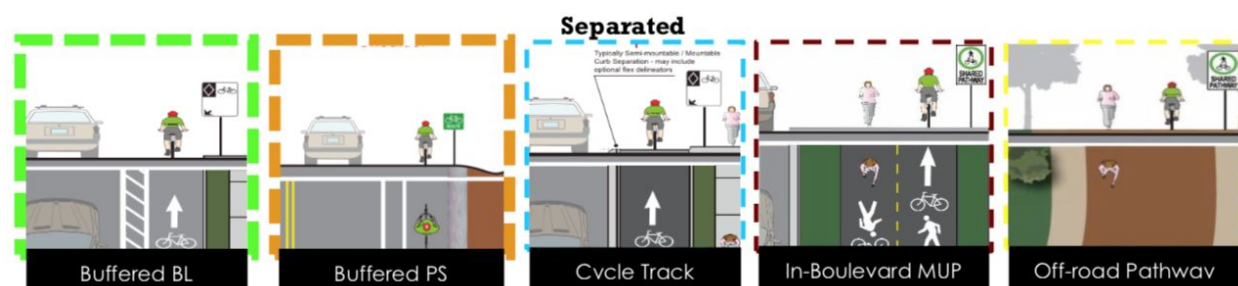 Separated
Typically Semi-mountable / Mountable
Curb Separation - may include
optional flex delineators
SHARED
PATHWAY
SHARED
PATHWAY
Buffered BL
Buffered PS
Cycle Track
In-Boulevard MUP
Off-road Pathway